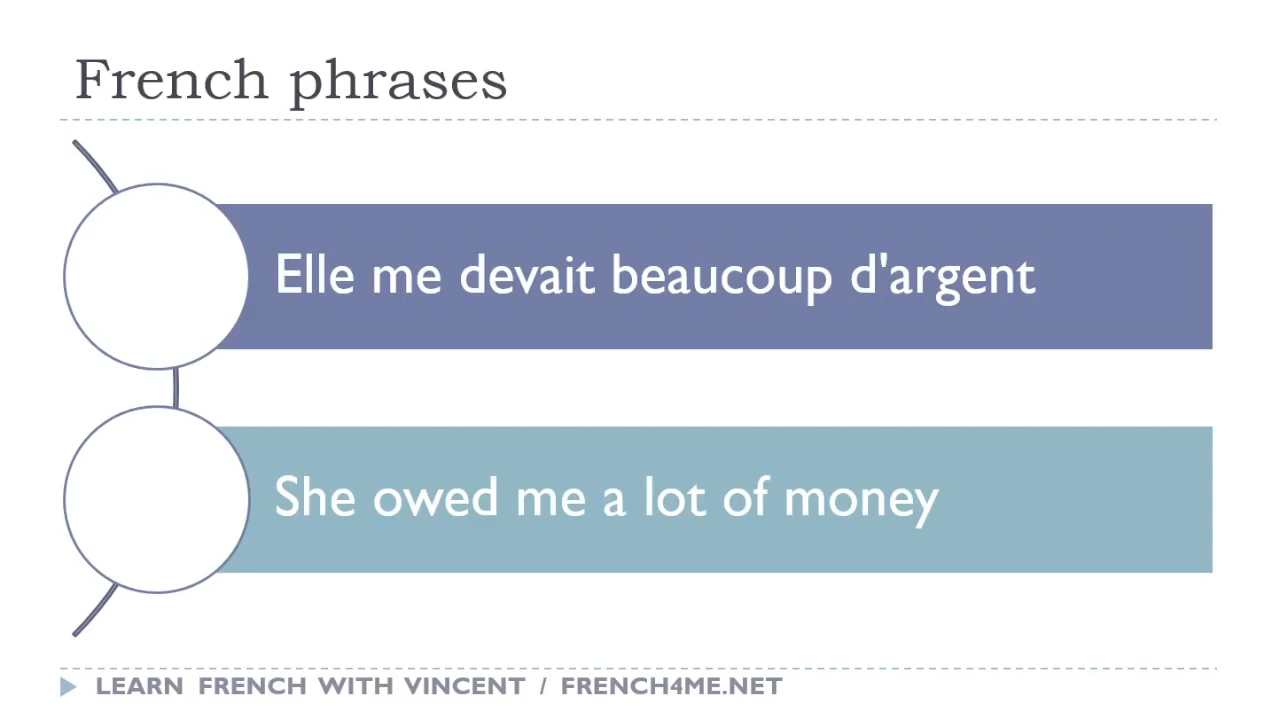 French phrases
Elle me devait beaucoup d'argent
She owed me a lot of money
LEARN FRENCH WITH VINCENT / FRENCH4ME.NET